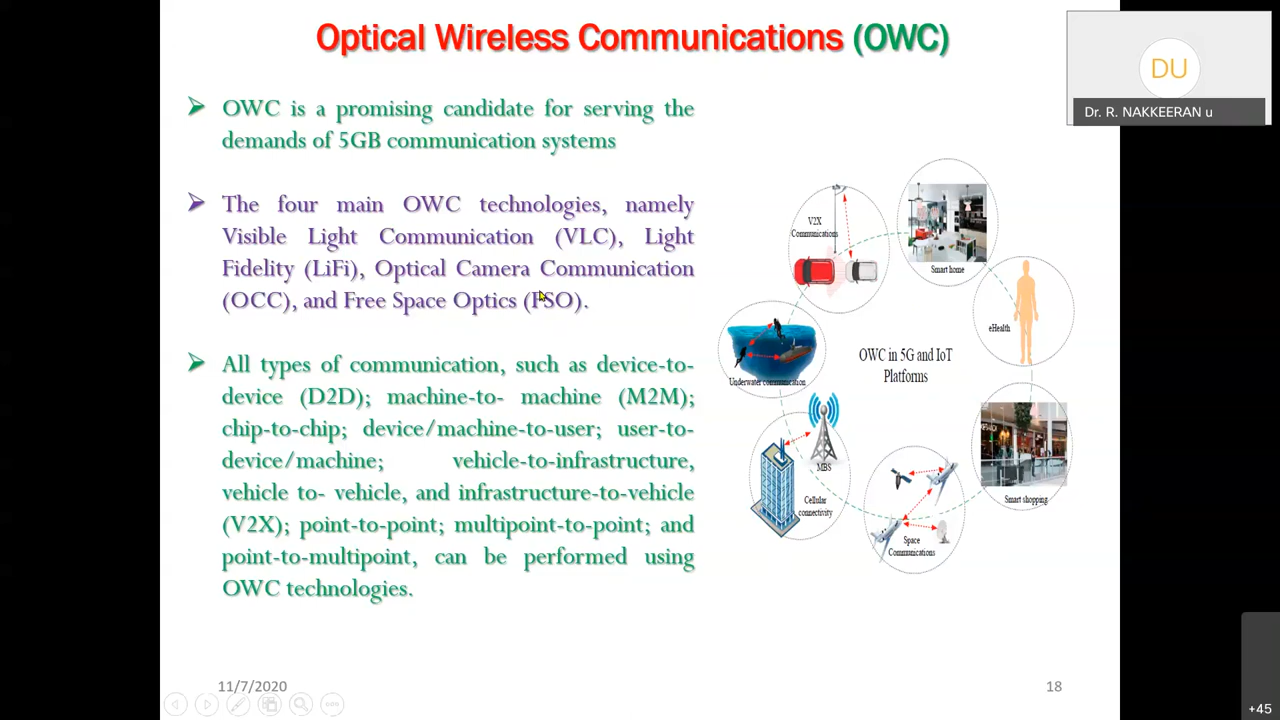 Optical Wireless Communications (OWC)
DU
Dr. R. NAKKEERAN u
OWC is a promising candidate for serving the
demands of 5GB communication systems
The four main OWC technologies, namely
Visible Light Communication (VLC), Light
Fidelity (LiFi), Optical Camera Communication
(OCC), and Free Space Optics (FSO).
All types of communication, such as device-to-
device (D2D); machine-to- machine (M2M);
chip-to-chip; device/machine-to-user; user-to-
device/machine; vehicle-to-infrastructure,
vehicle to- vehicle, and infrastructure-to-vehicle
(V2X); point-to-point; multipoint-to-point; and
point-to-multipoint, can be performed using
OWC technologies.
V2X
Communications
Smart home
eHealth
OWC in 5G and IoT
Platforms
Underwater communication
MBS
Cellular
connectivity
Space
Communications
Smart shopping
11/7/2020
18
+45